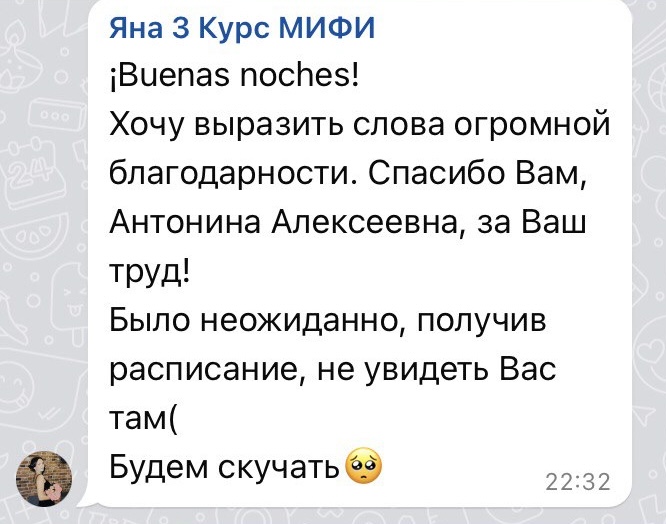 Яна 3 Курс МИФИ
¡Buenas noches!
Хочу выразить слова огромной
благодарности. Спасибо Вам,
Антонина Алексеевна, за Ваш
труд!
Было неожиданно, получив
расписание, не увидеть Вас
там(
Будем скучать🥺
22:32